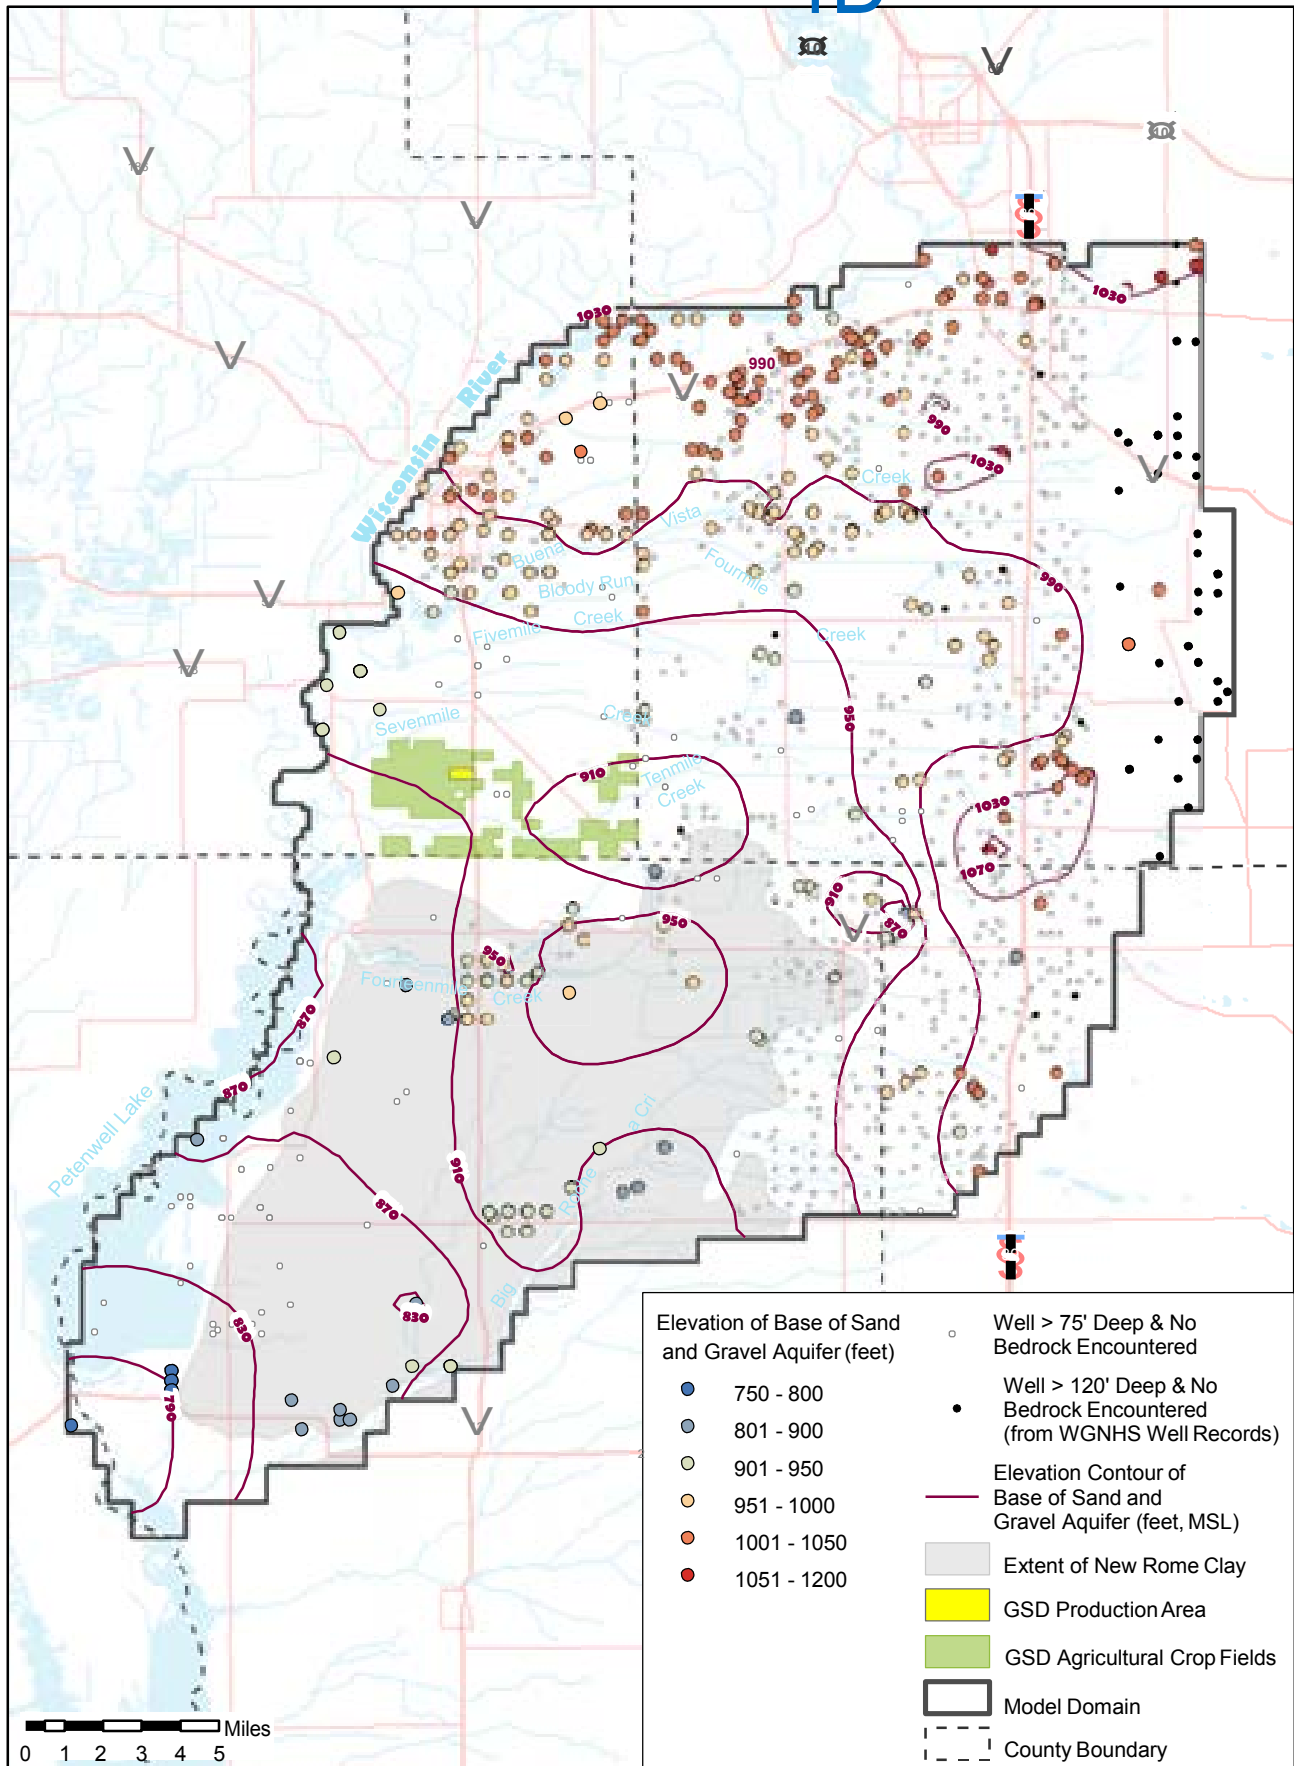 10
66
10
1030
1030
990
990
1030
Wisconsin River
Creek
Vista
Buena
Fourmile
Bloody Run
Creek
Fivemile
Creek
990
950
Sevenmile
Creek
910
Tenmile
Creek
1030
1070
910
870
950
950
Fourteenmile
Creek
870
870
Petenwell Lake
a Cri
Roche
910
870
Big
830
830
790
Elevation of Base of Sand
and Gravel Aquifer (feet)
750 - 800
801 - 900
901 - 950
951 - 1000
1001 - 1050
1051 - 1200
Well > 75' Deep & No
Bedrock Encountered
Well > 120' Deep & No
Bedrock Encountered
(from WGNHS Well Records)
Elevation Contour of
Base of Sand and
Gravel Aquifer (feet, MSL)
Extent of New Rome Clay
GSD Production Area
GSD Agricultural Crop Fields
Model Domain
County Boundary
Miles
0 1 2 3 4 5